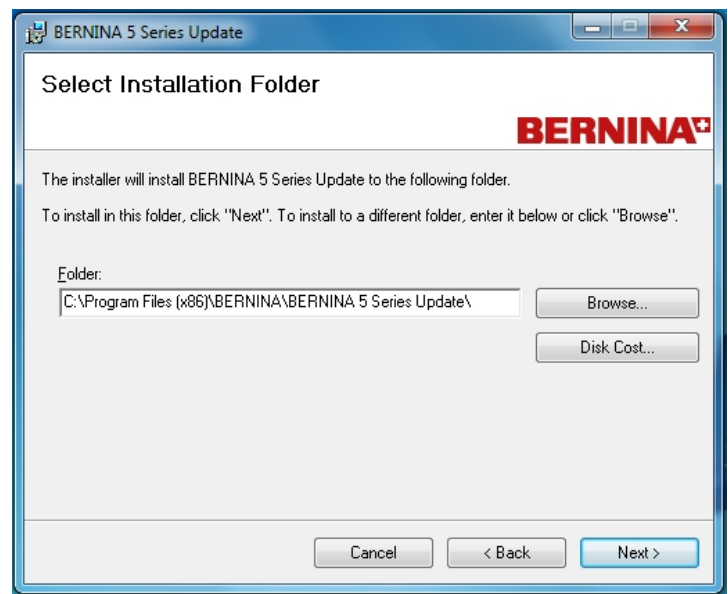 BERNINA 5 Series Update
Select Installation Folder
BERNINA
The installer will install BERNINA 5 Series Update to the following folder.
To install in this folder, click "Next". To install to a different folder, enter it below or click "Browse".
Folder:
C:\Program Files (x86)\BERNINA\BERNINA 5 Series Update\
Browse...
Disk Cost...
Cancel
< Back
Next >